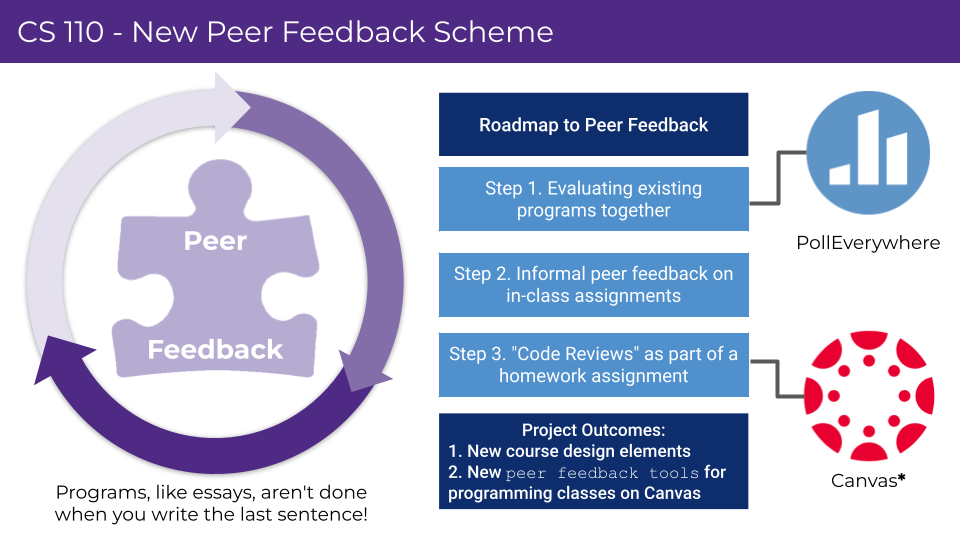 CS 110 - New Peer Feedback Scheme
Peer
Feedback
Programs, like essays, aren't done
when you write the last sentence!
Roadmap to Peer Feedback
Step 1. Evaluating existing
programs together
Step 2. Informal peer feedback on
in-class assignments
Step 3. "Code Reviews" as part of a
homework assignment
Project Outcomes:
1. New course design elements
2. New peer feedback tools for
programming classes on Canvas
PollEverywhere
Canvas*